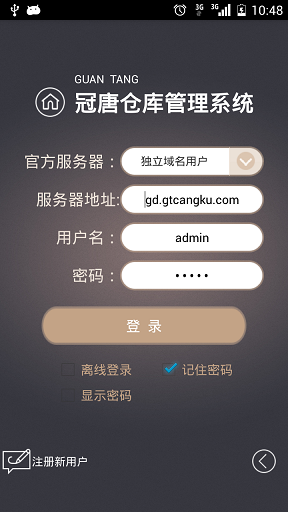 3G 3G 10:48
GUAN TANG
冠唐仓库管理系统
官方服务器： 独立域名用户
服务器地址: gd.gtcangku.com
用户名： admin
密码： •••••
登 录
离线登录 记住密码
显示密码
注册新用户